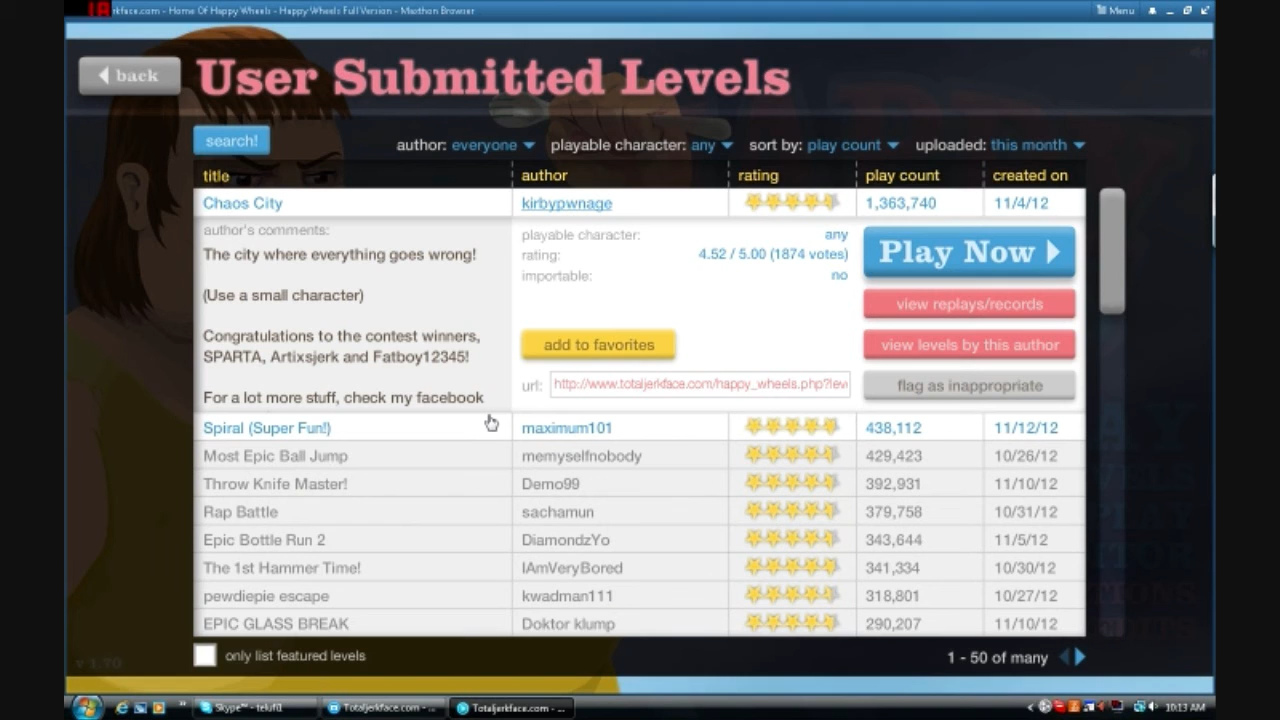 rkface.com - Home Of Happy Wheels - Happy Wheels Full Version - Maxthon Browser
Menu
back
User Submitted Levels
search!
author: everyone playable character: any sort by: play count uploaded: this month
title author rating play count created on
Chaos City kirbypwnage 1,363,740 11/4/12
author's comments:
The city where everything goes wrong!
(Use a small character)
Congratulations to the contest winners,
SPARTA, Artixsjerk and Fatboy12345!
For a lot more stuff, check my facebook
playable character: any
rating: 4.52 / 5.00 (1874 votes)
importable: no
add to favorites
url: http://www.totaljerkface.com/happy_wheels.php?leve
Play Now
view replays/records
view levels by this author
flag as inappropriate
Spiral (Super Fun!) maximum101 438,112 11/12/12
Most Epic Ball Jump memyselfnobody 429,423 10/26/12
Throw Knife Master! Demo99 392,931 11/10/12
Rap Battle sachamun 379,758 10/31/12
Epic Bottle Run 2 DiamondzYo 343,644 11/5/12
The 1st Hammer Time! IAmVeryBored 341,334 10/30/12
pewdiepie escape kwadman111 318,801 10/27/12
EPIC GLASS BREAK Doktor klump 290,207 11/10/12
only list featured levels
1 - 50 of many
v 1.70
Skype™ - telufi1
Totaljerkface.com - ...
Totaljerkface.com - ...
10:13 AM